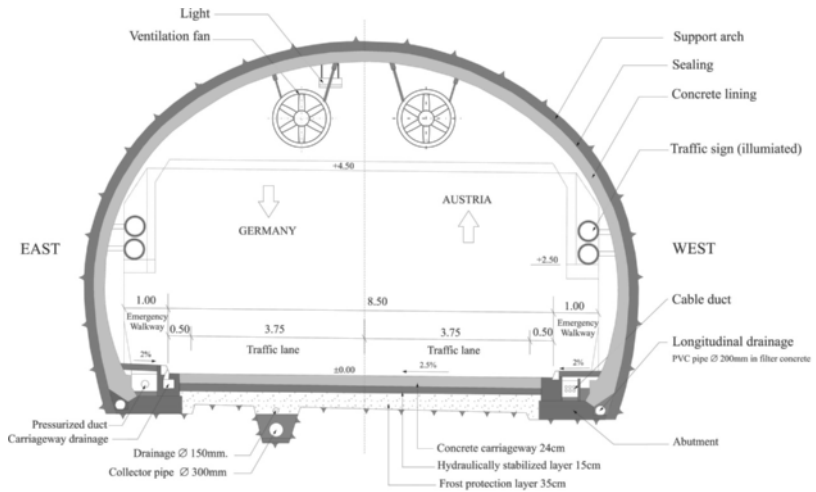 Light
Ventilation fan
Support arch
Sealing
Concrete lining
Traffic sign (illumiated)
+4.50
AUSTRIA
GERMANY
EAST
WEST
+2.50
1.00
8.50
1.00
Cable duct
Emergency
Walkway
0.50
3.75
3.75
0.50
Emergency
Walkway
Traffic lane
Traffic lane
Longitudinal drainage
PVC pipe Ø 200mm in filter concrete
2%
±0.00
2.5%
2%
Pressurized duct
Carriageway drainage
Drainage Ø 150mm.
Collector pipe Ø 300mm
Concrete carriageway 24cm
Hydraulically stabilized layer 15cm
Frost protection layer 35cm
Abutment